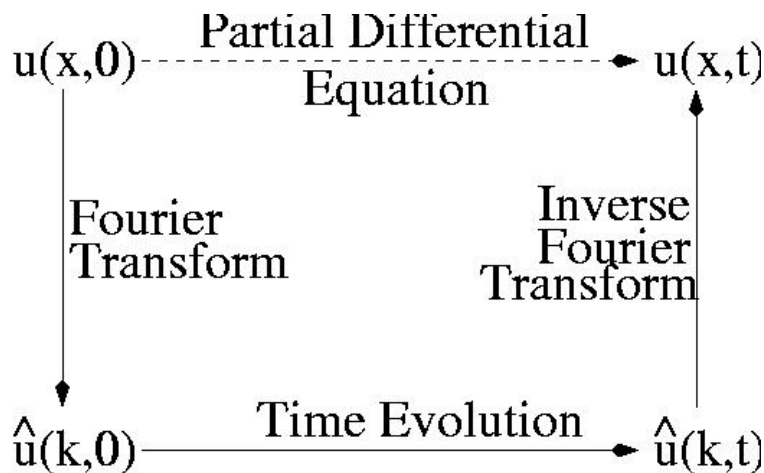 Partial Differential
u(x,0)
u(x,t)
Equation
Fourier
Transform
Inverse
Fourier
Transform
Time Evolution
û(k,0)
û(k,t)